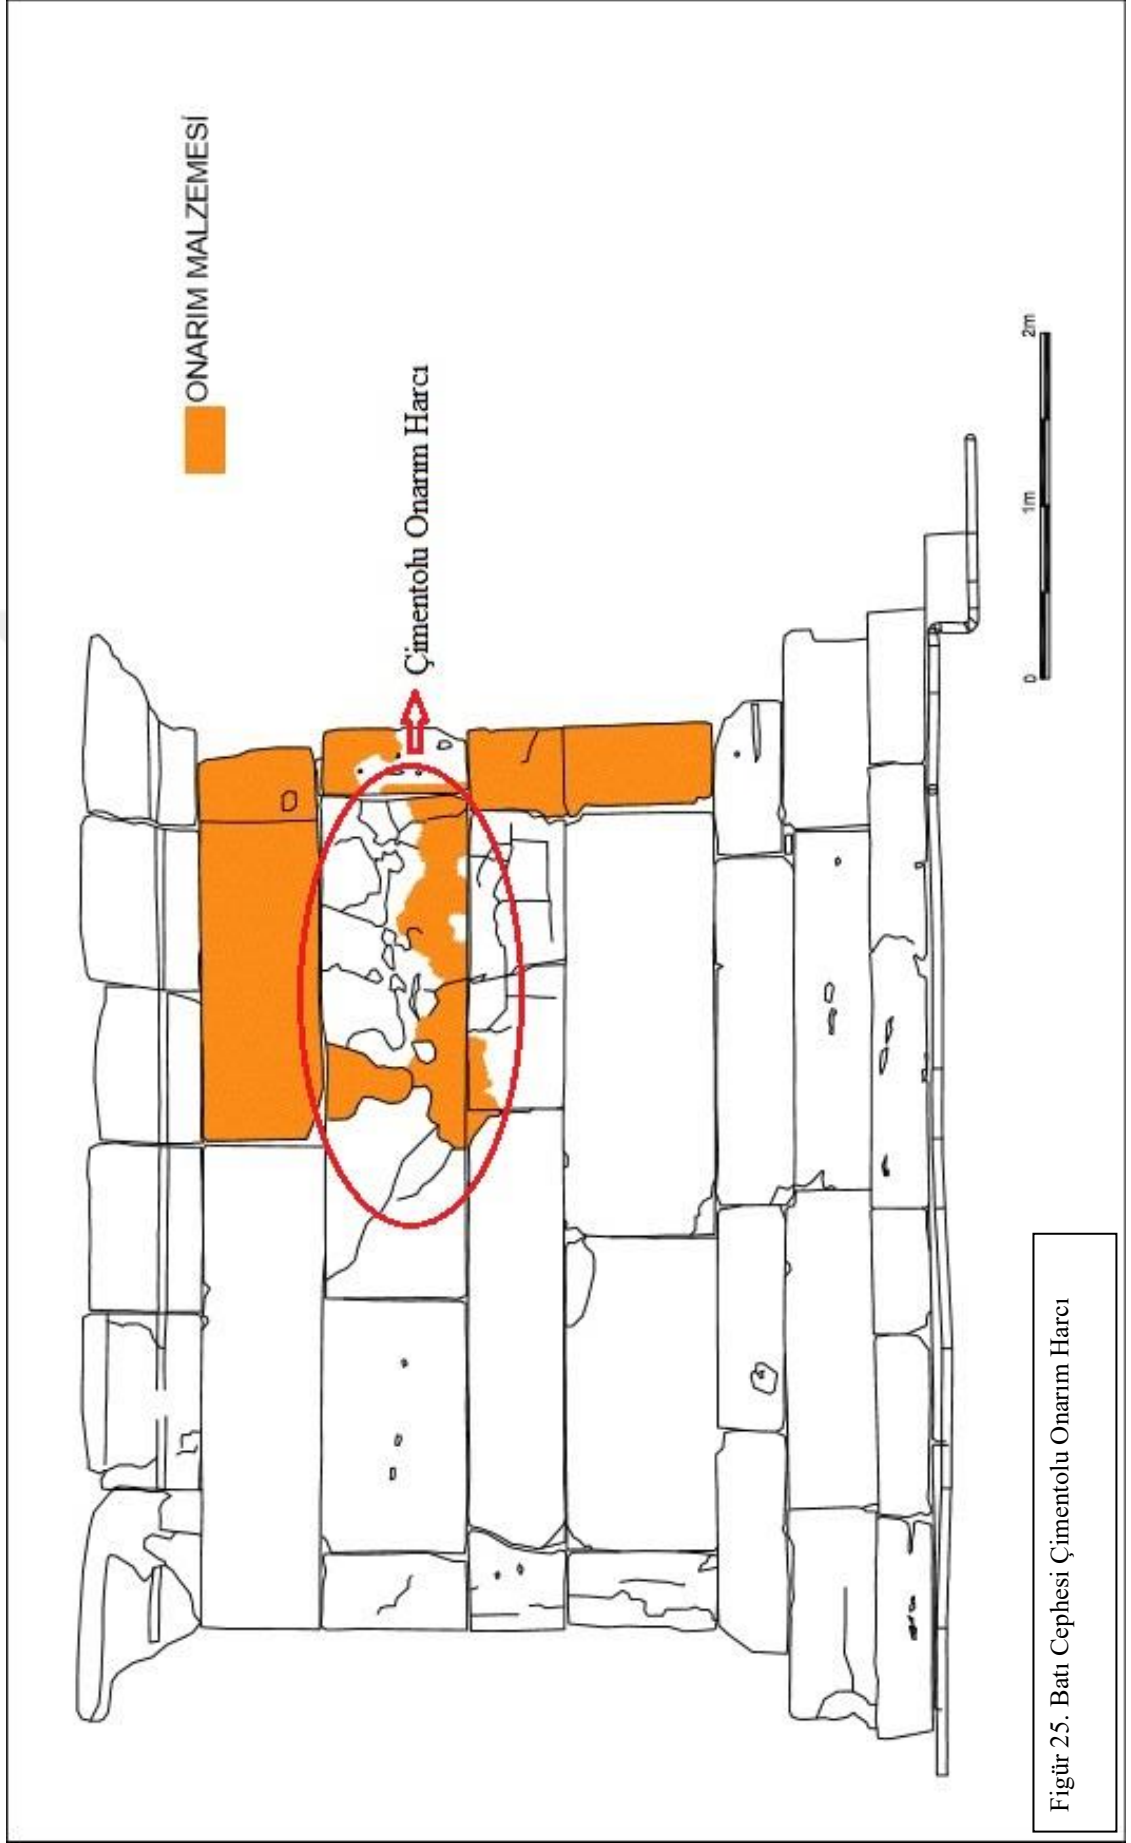 ONARIM MALZEMESİ
Çimentolu Onarım Harcı
0 1m 2m
Figür 25. Batı Cephesi Çimentolu Onarım Harcı